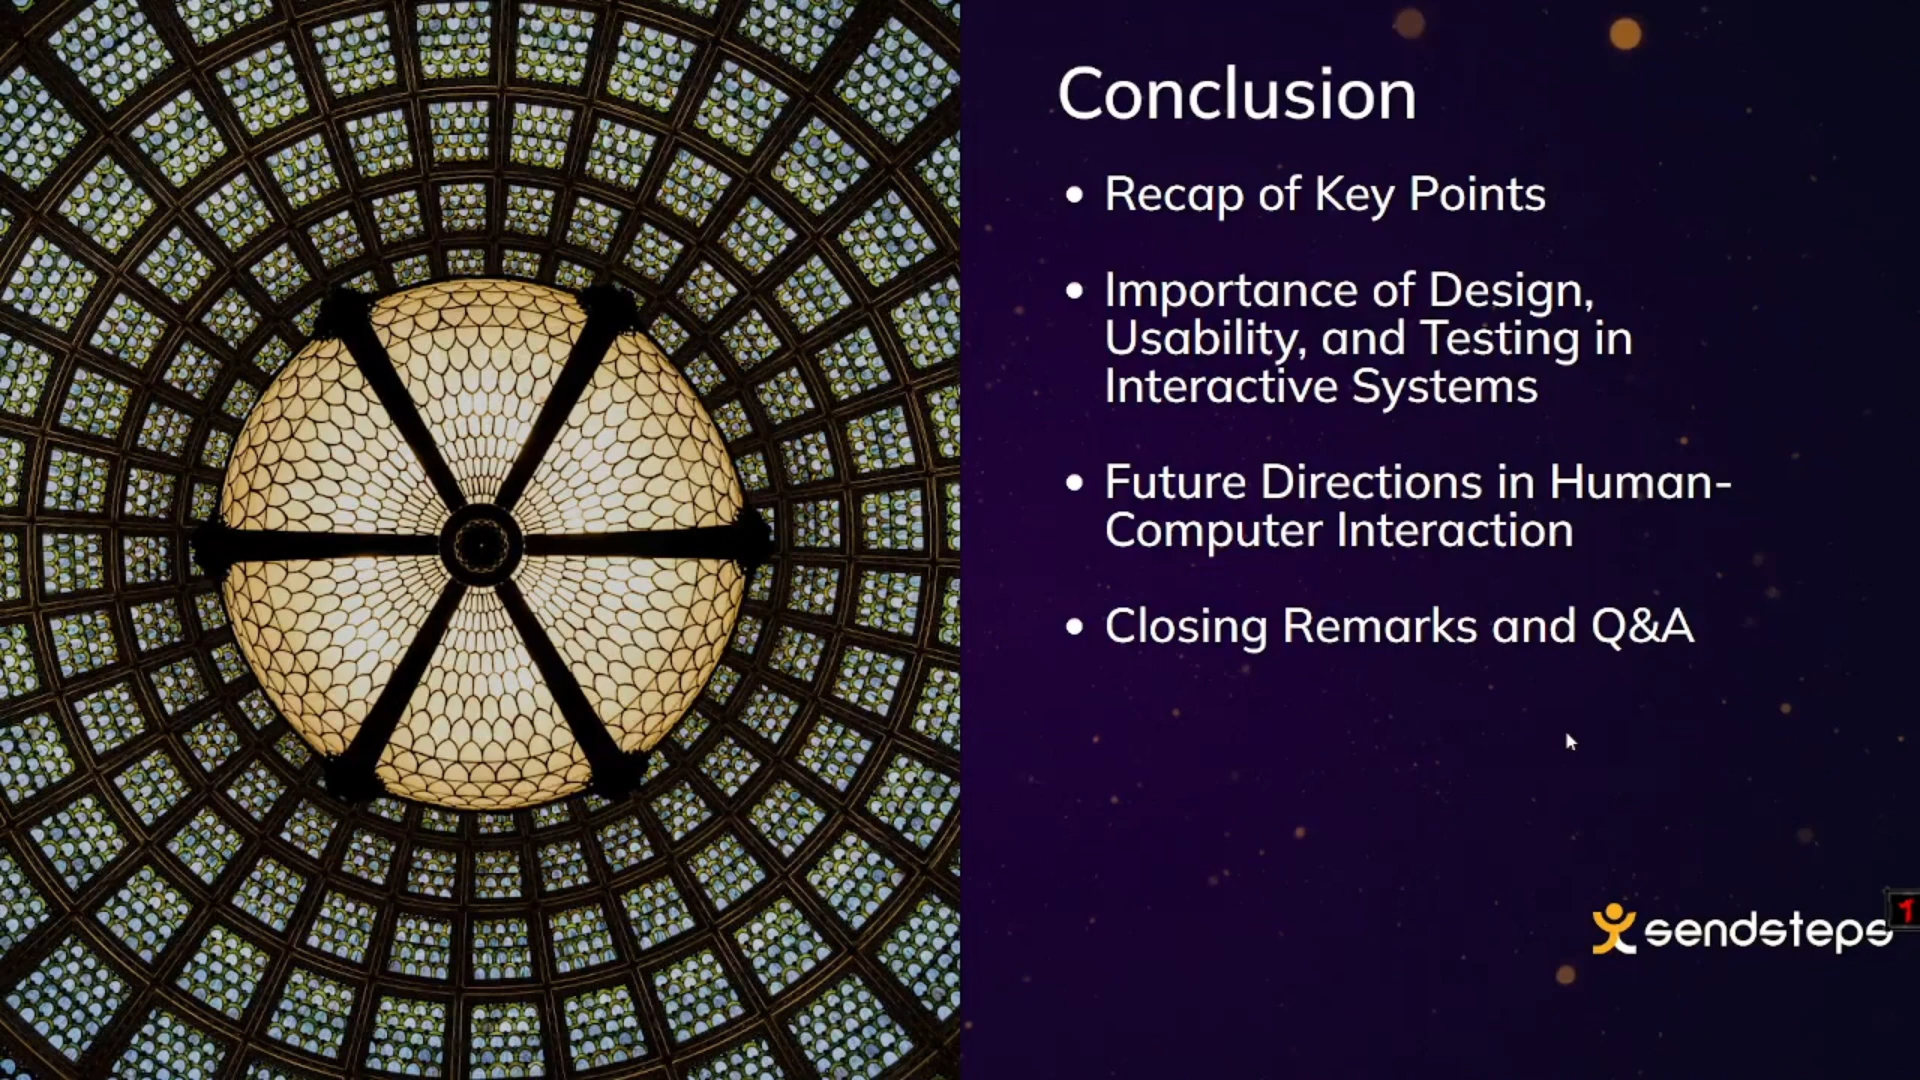 Conclusion
• Recap of Key Points
• Importance of Design,
Usability, and Testing in
Interactive Systems
• Future Directions in Human-
Computer Interaction
• Closing Remarks and Q&A
sendsteps
1